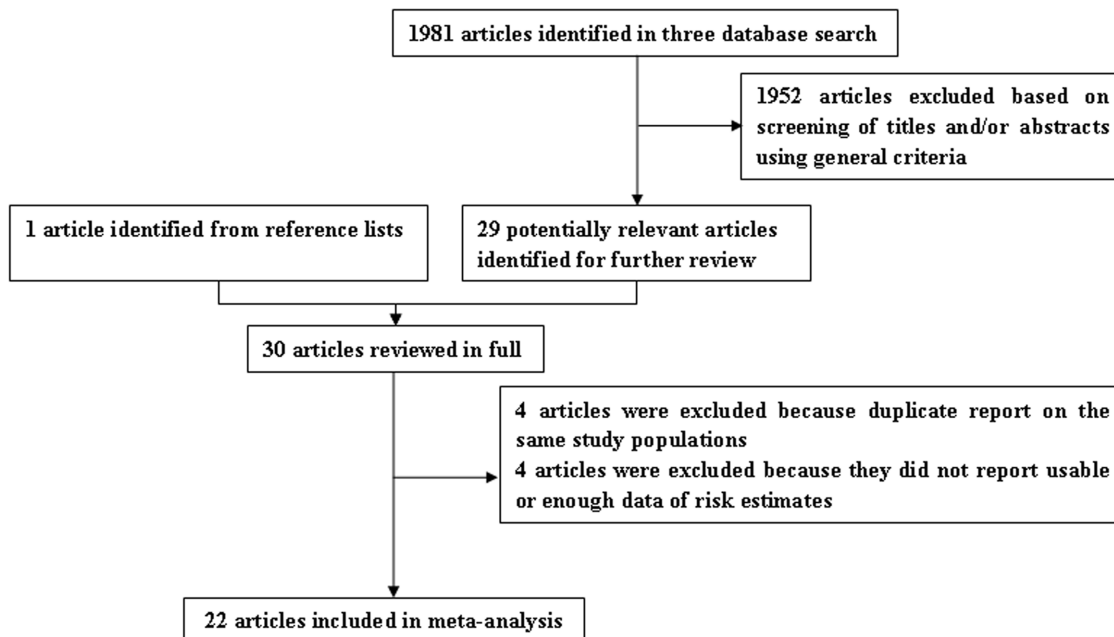 1981 articles identified in three database search
1952 articles excluded based on
screening of titles and/or abstracts
using general criteria
1 article identified from reference lists
29 potentially relevant articles
identified for further review
30 articles reviewed in full
4 articles were excluded because duplicate report on the
same study populations
4 articles were excluded because they did not report usable
or enough data of risk estimates
22 articles included in meta-analysis